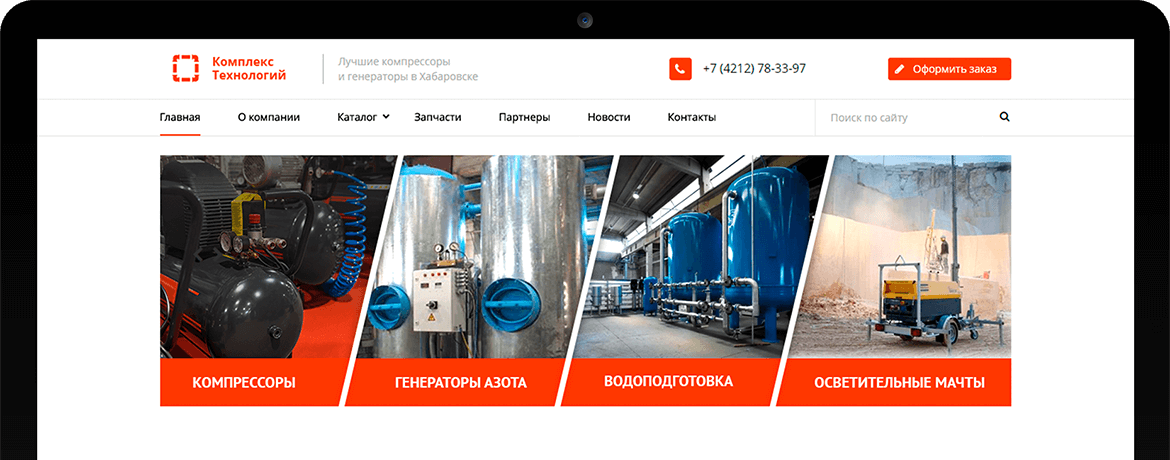 Комплекс
Технологий
Лучшие компрессоры
и генераторы в Хабаровске
+7 (4212) 78-33-97
Оформить заказ
Главная
О компании
Каталог
Запчасти
Партнеры
Новости
Контакты
Поиск по сайту
КОМПРЕССОРЫ
ГЕНЕРАТОРЫ АЗОТА
ВОДОПОДГОТОВКА
ОСВЕТИТЕЛЬНЫЕ МАЧТЫ